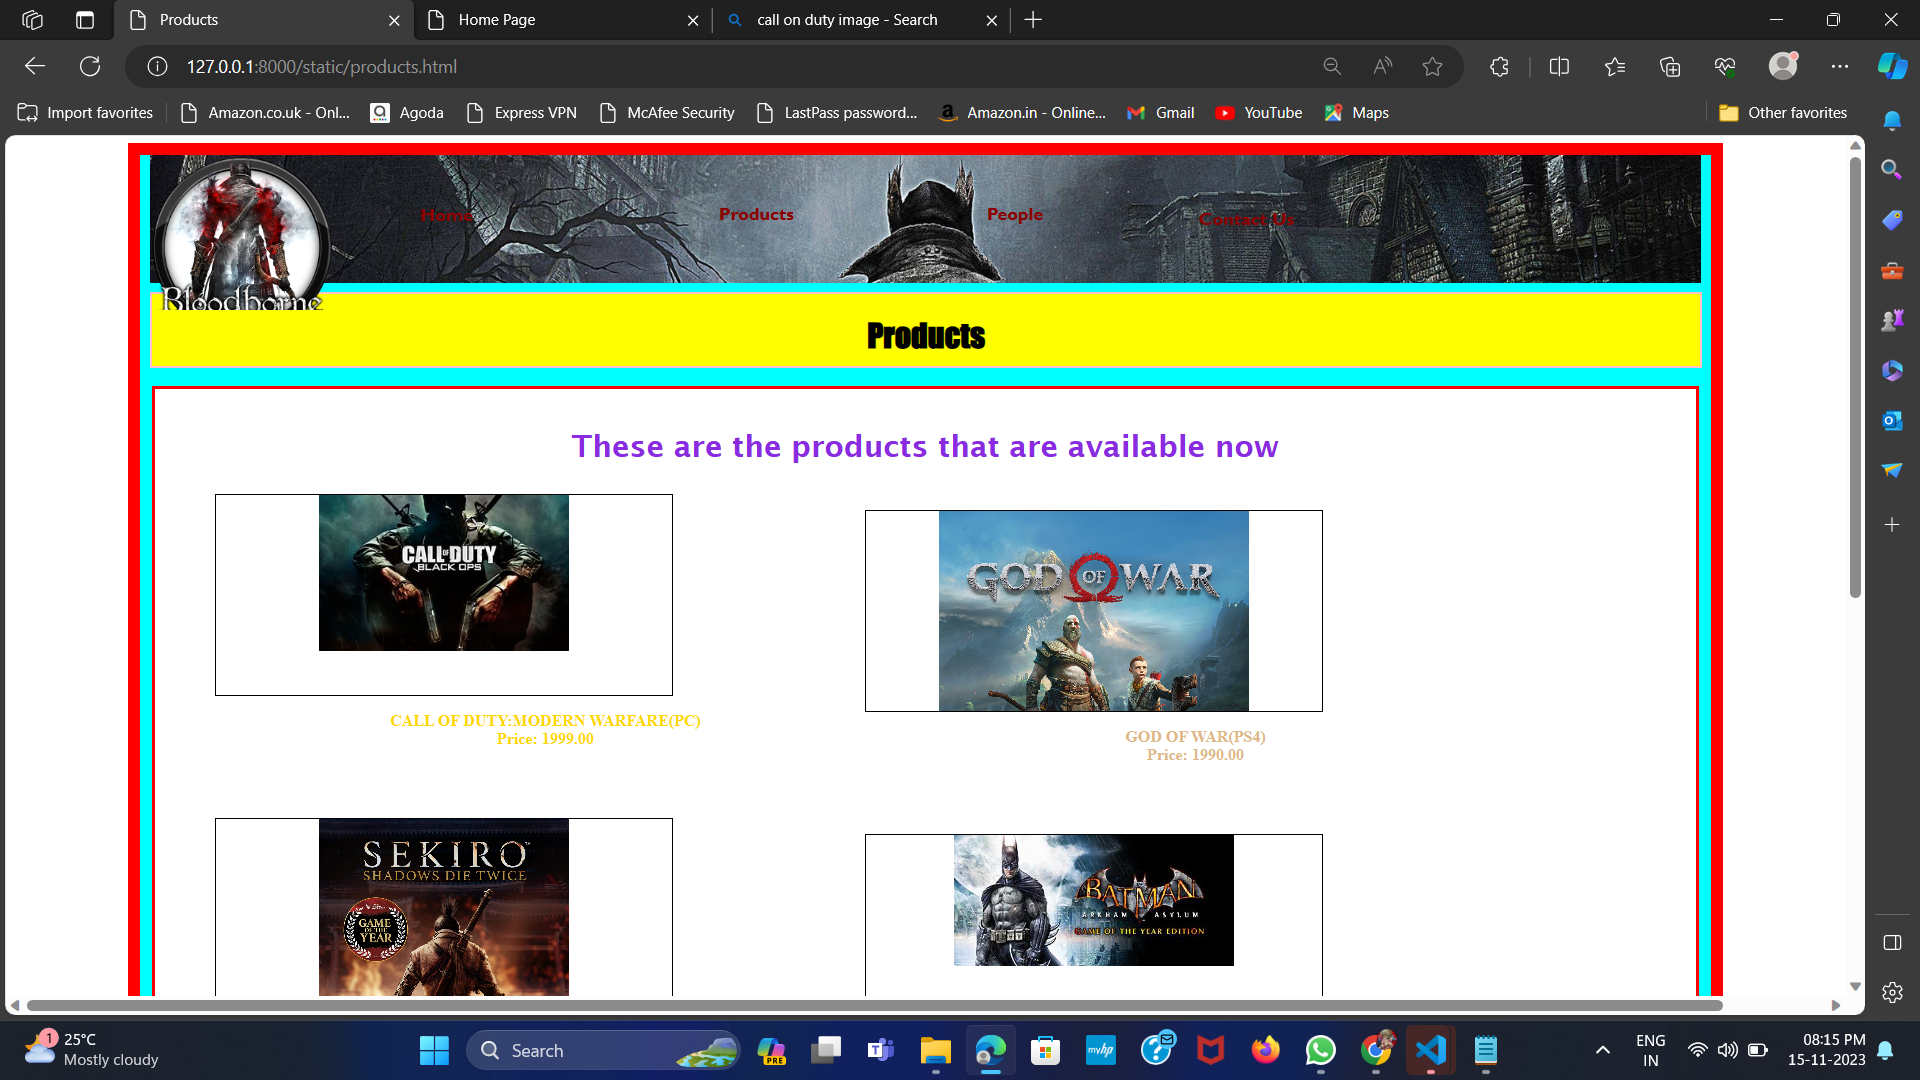 Products
Home Page
call on duty image - Search
127.0.0.1:8000/static/products.html
Import favorites
Amazon.co.uk - Onl...
Agoda
Express VPN
McAfee Security
LastPass password...
Amazon.in - Online...
Gmail
YouTube
Maps
Other favorites
Home
Products
People
Contact Us
Bloodborne
Products
These are the products that are available now
CALL OF DUTY
BLACK OPS
GOD OF WAR
CALL OF DUTY:MODERN WARFARE(PC)
Price: 1999.00
GOD OF WAR(PS4)
Price: 1990.00
SEKIRO
SHADOWS DIE TWICE
GAME
OF THE
YEAR
BATMAN
ARKHAM ASYLUM
GAME OF THE YEAR EDITION
1
25°C
Mostly cloudy
Search
PRE
myhp
ENG
IN
08:15 PM
15-11-2023